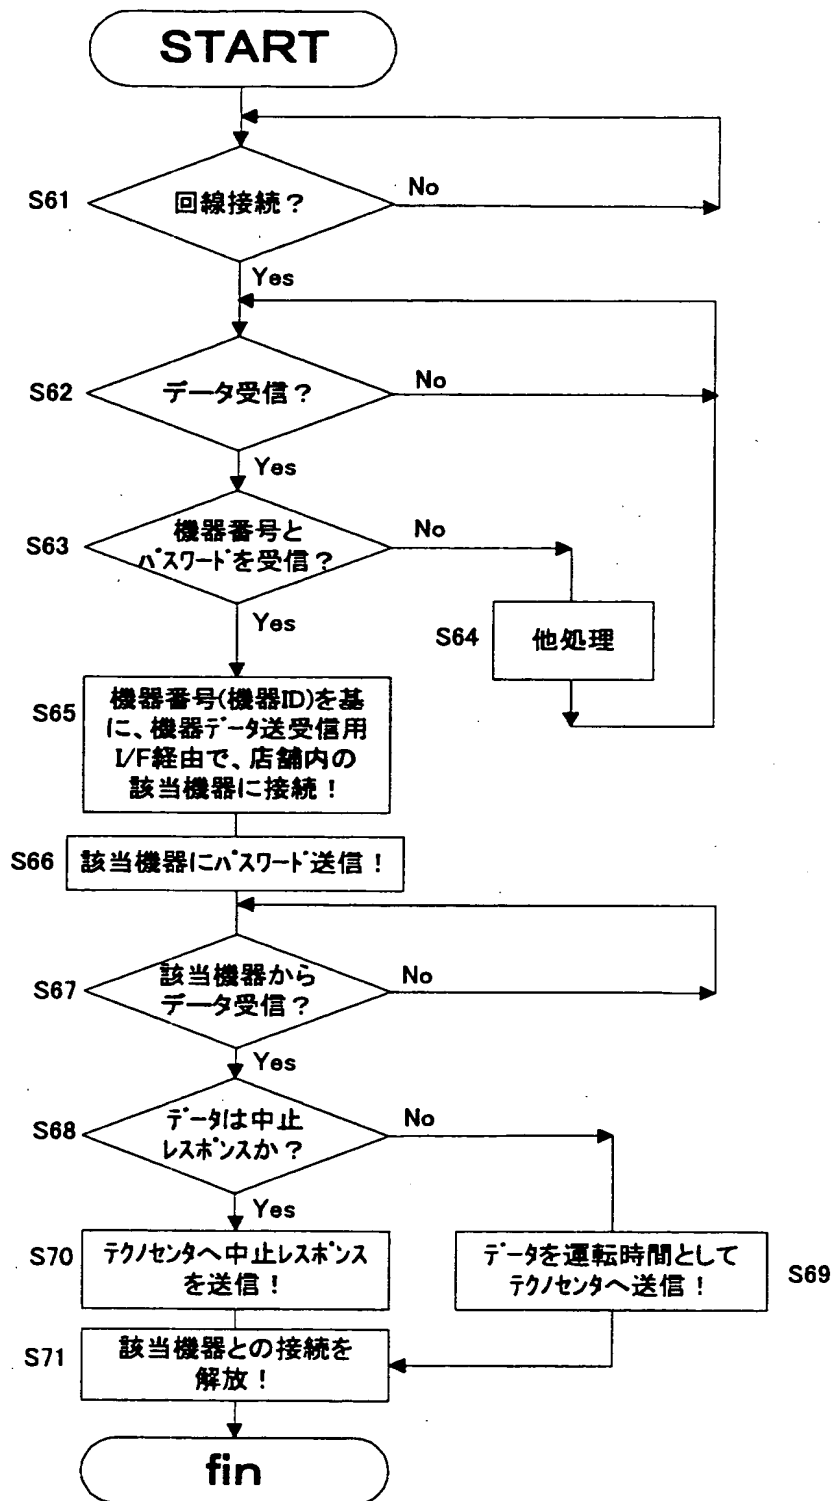 START
S61
回線接続？
No
Yes
S62
データ受信？
No
Yes
S63
機器番号と
パスワードを受信？
No
Yes
S64
他処理
S65
機器番号(機器ID)を基
に、機器データ送受信用
I/F経由で、店舗内の
該当機器に接続！
S66
該当機器にパスワード送信！
S67
該当機器から
データ受信？
No
Yes
S68
データは中止
レスポンスか？
No
Yes
S70
テクノセンタへ中止レスポンス
を送信！
データを運転時間として
テクノセンタへ送信！
S69
S71
該当機器との接続を
解放！
fin